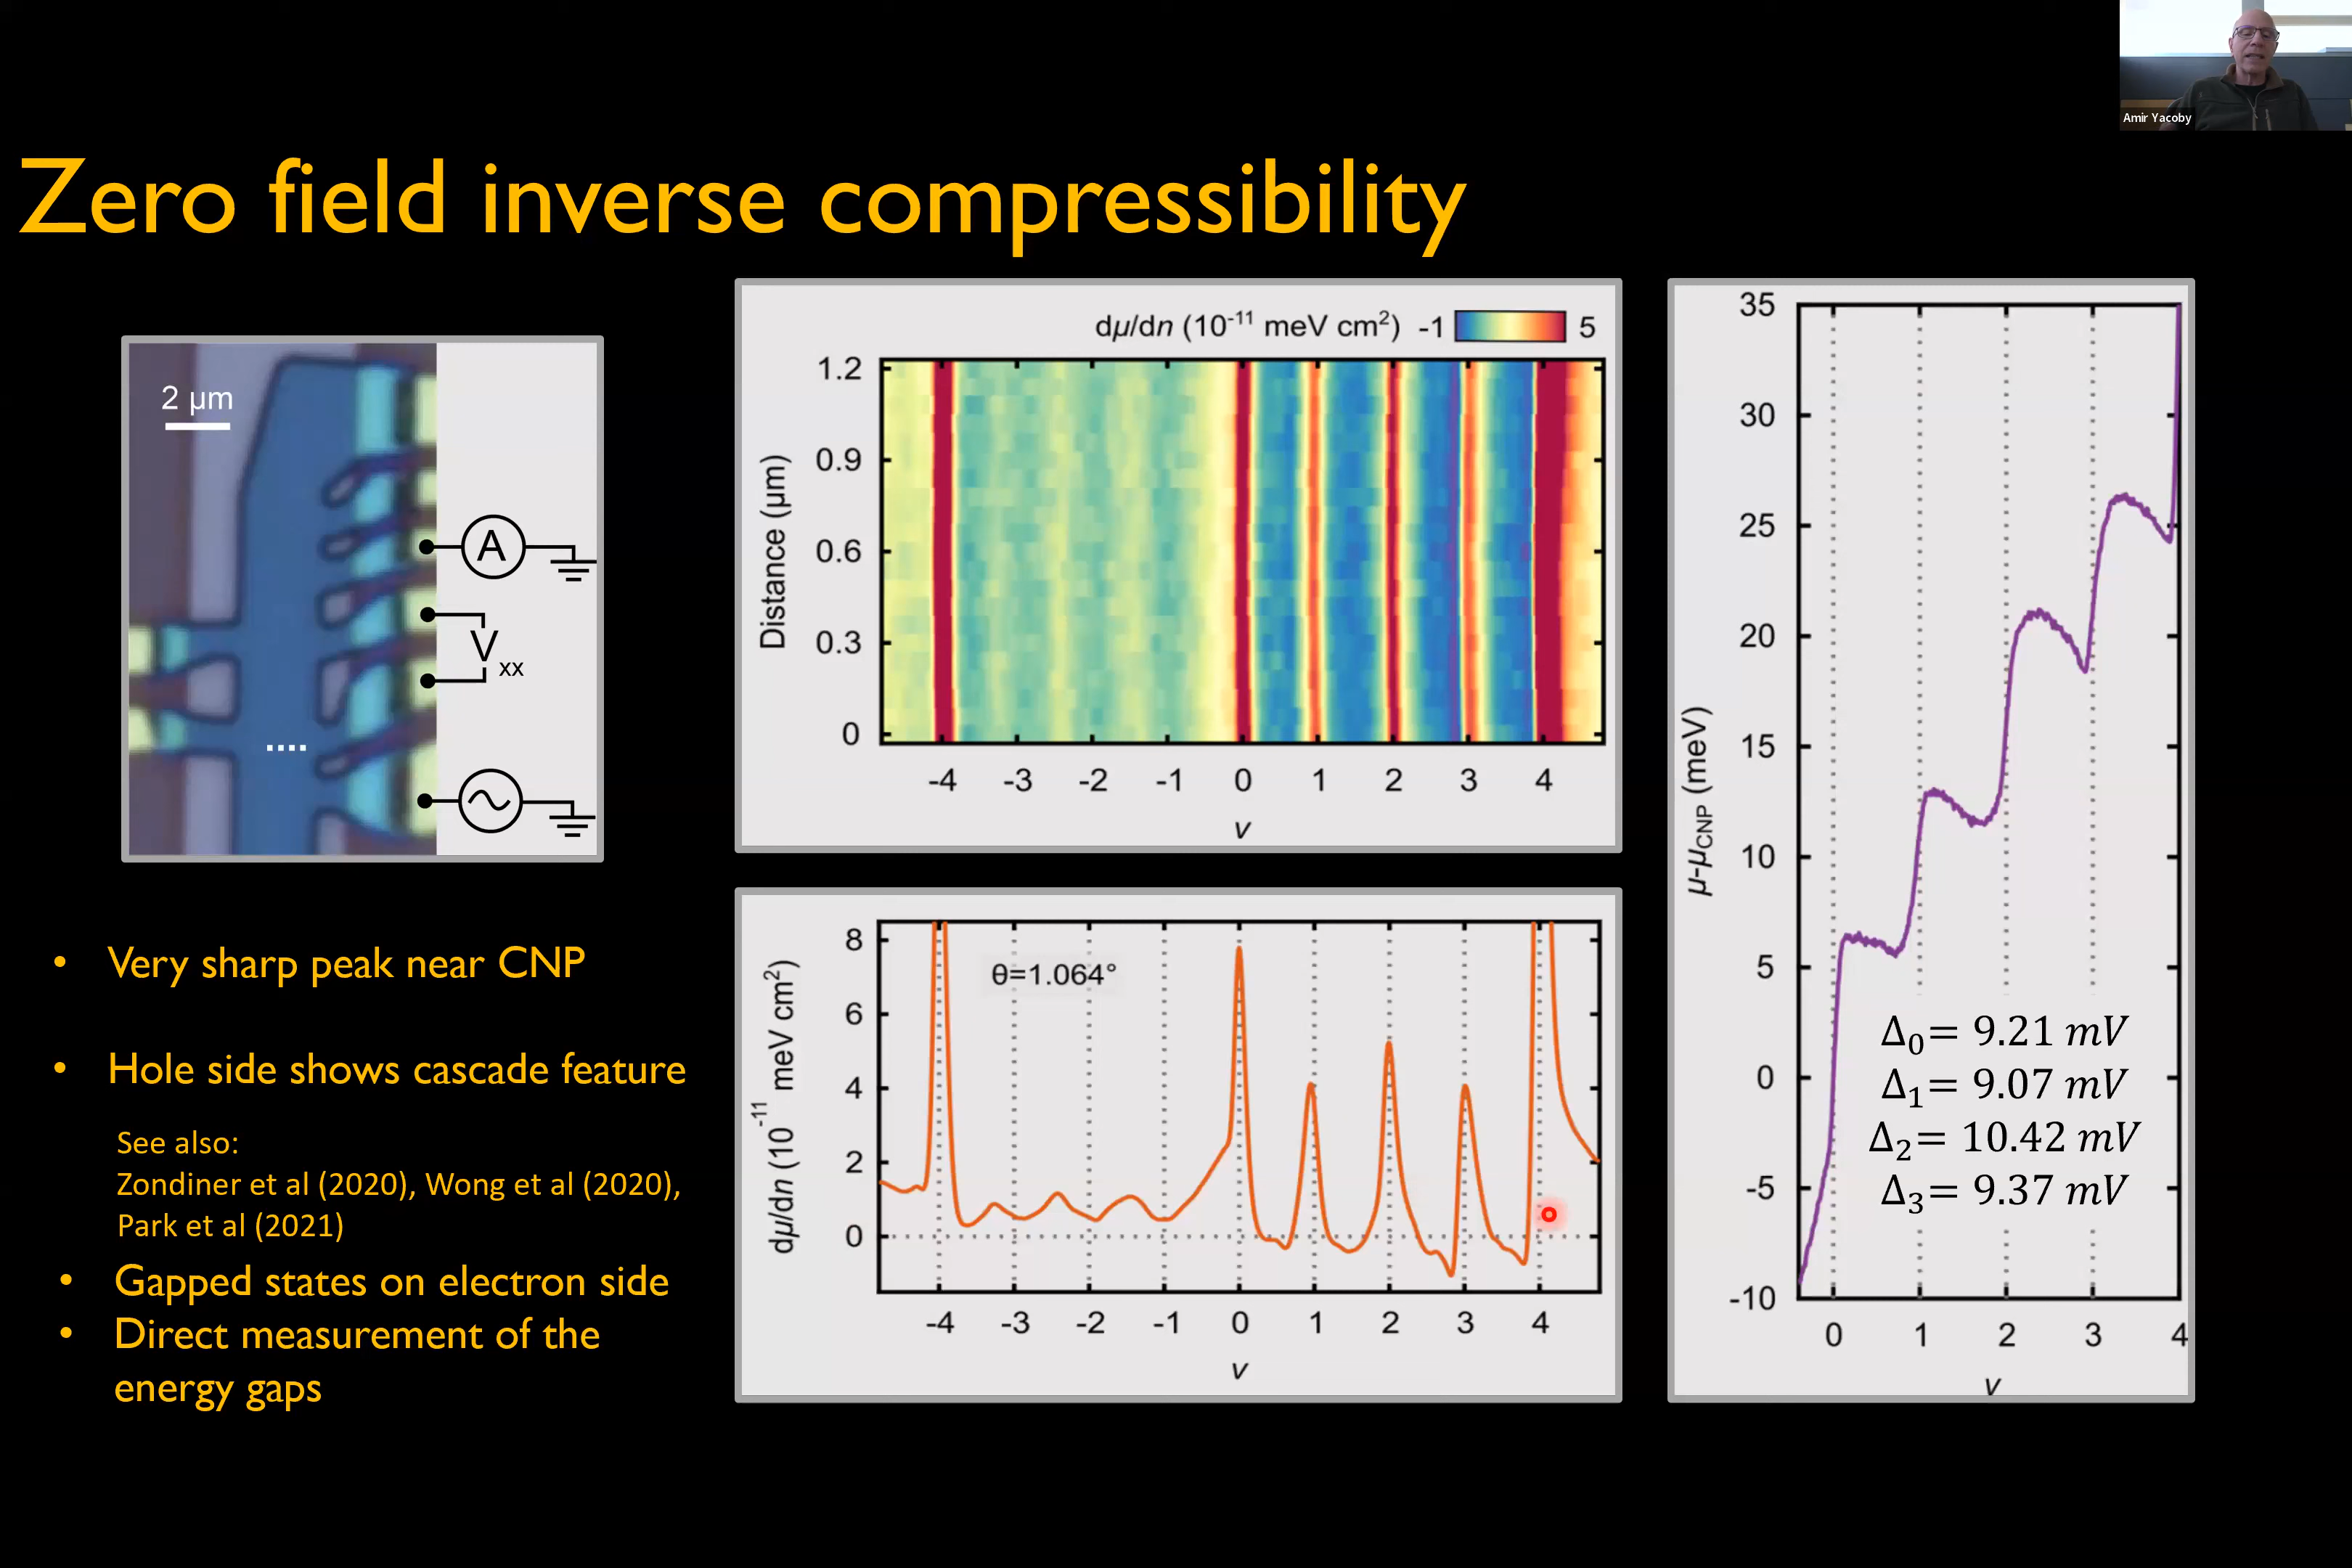 Amir Yacoby
Zero field inverse compressibility
2 μm
A
V xx
• Very sharp peak near CNP
• Hole side shows cascade feature
See also:
Zondiner et al (2020), Wong et al (2020),
Park et al (2021)
• Gapped states on electron side
• Direct measurement of the
energy gaps
dμ/dn (10⁻¹¹ meV cm²) -1 5
Distance (μm)
1.2
0.9
0.6
0.3
0
-4 -3 -2 -1 0 1 2 3 4
ν
dμ/dn (10⁻¹¹ meV cm²)
θ=1.064°
8
6
4
2
0
-4 -3 -2 -1 0 1 2 3 4
ν
μ-μCNP (meV)
35
30
25
20
15
10
5
0
-5
-10
Δ₀= 9.21 mV
Δ₁= 9.07 mV
Δ₂= 10.42 mV
Δ₃= 9.37 mV
0 1 2 3 4
ν